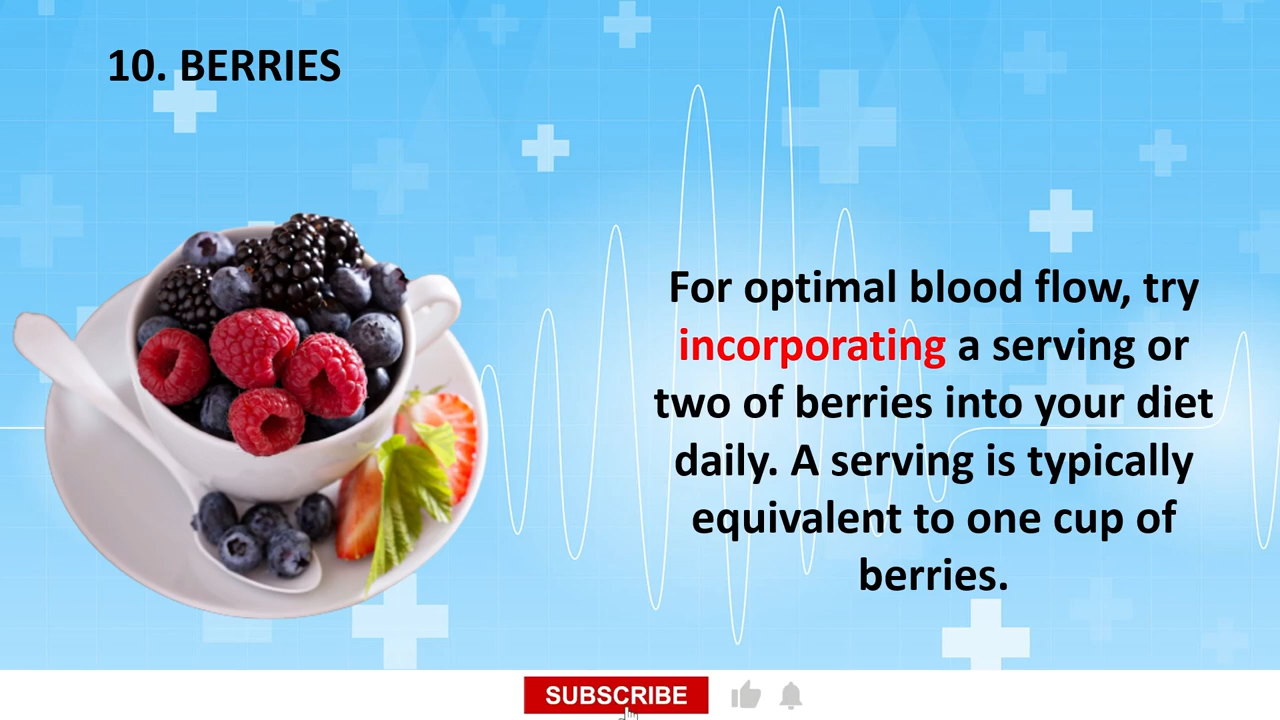 10. BERRIES
For optimal blood flow, try
incorporating a serving or
two of berries into your diet
daily. A serving is typically
equivalent to one cup of
berries.
SUBSCRIBE